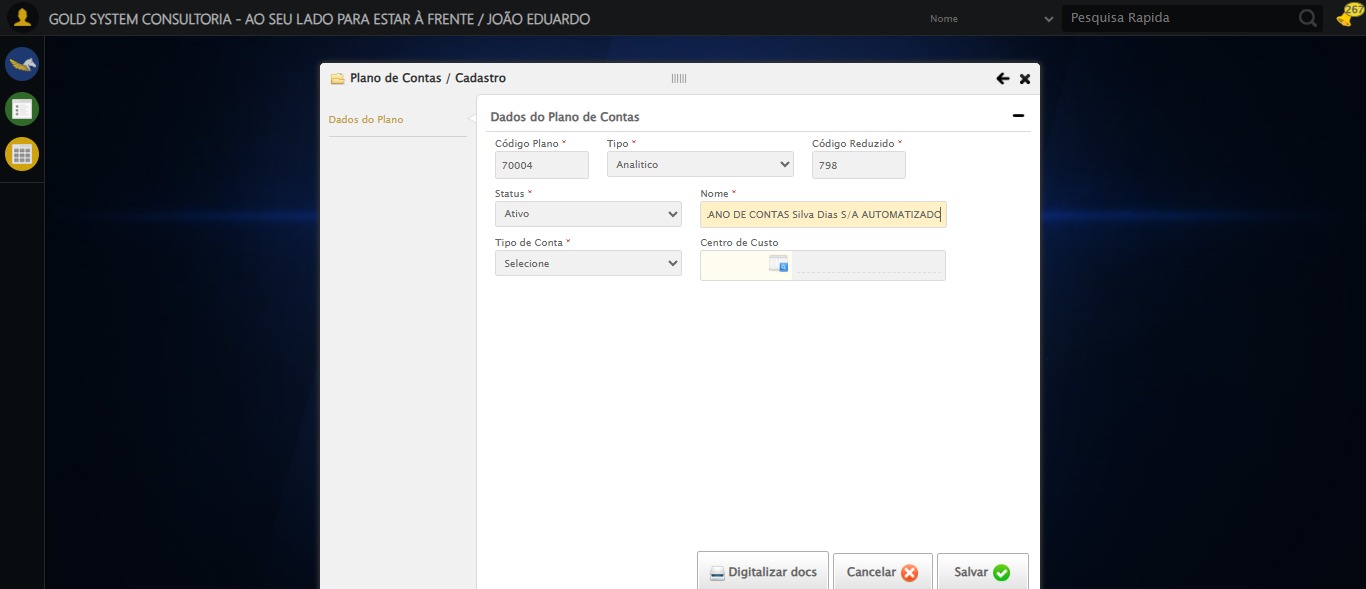 GOLD SYSTEM CONSULTORIA - AO SEU LADO PARA ESTAR À FRENTE / JOÃO EDUARDO
Nome
Pesquisa Rapida
267
Plano de Contas / Cadastro
Dados do Plano
Dados do Plano de Contas
Código Plano * Tipo * Código Reduzido *
70004 Analitico 798
Status * Nome *
Ativo ANO DE CONTAS Silva Dias S/A AUTOMATIZADO
Tipo de Conta * Centro de Custo
Selecione
Digitalizar docs Cancelar Salvar